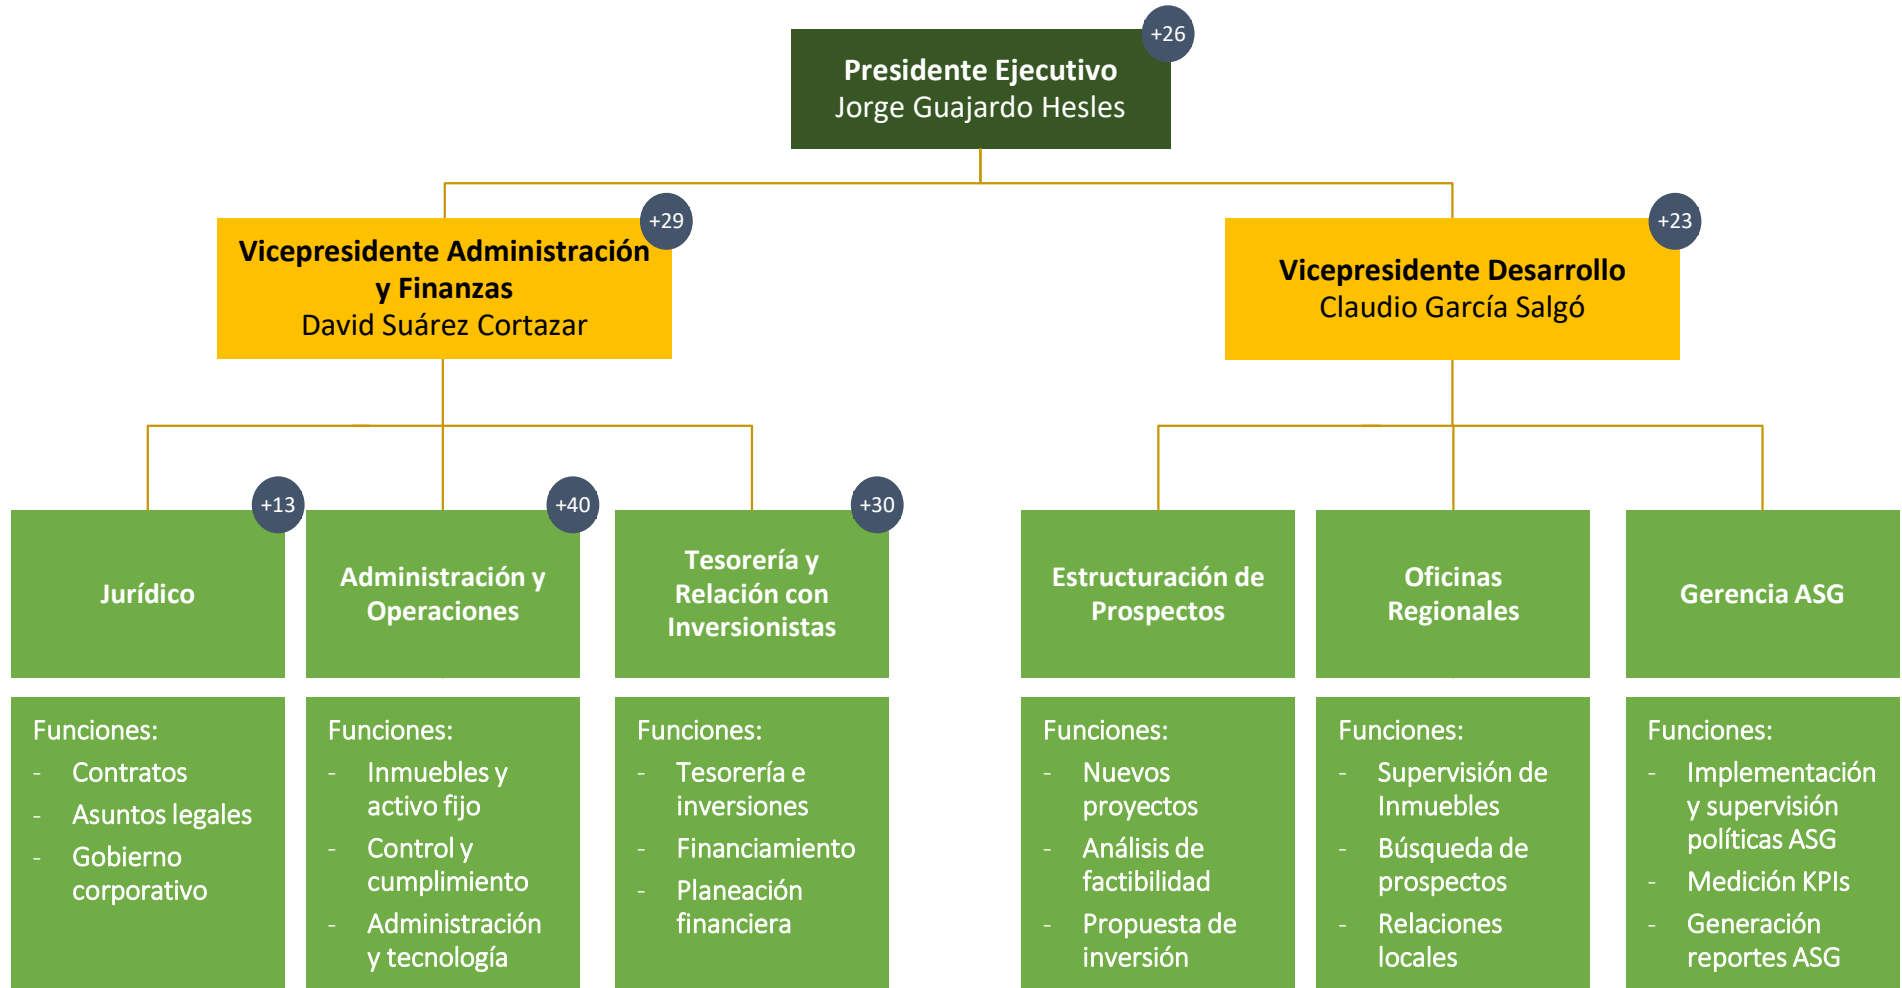 +26
Presidente Ejecutivo
Jorge Guajardo Hesles
+29
Vicepresidente Administración
y Finanzas
David Suárez Cortazar
+23
Vicepresidente Desarrollo
Claudio García Salgó
+13
Jurídico
+40
Administración y
Operaciones
+30
Tesorería y
Relación con
Inversionistas
Estructuración de
Prospectos
Oficinas
Regionales
Gerencia ASG
Funciones:
- Contratos
- Asuntos legales
- Gobierno
corporativo
Funciones:
- Inmuebles y
activo fijo
- Control y
cumplimiento
- Administración
y tecnología
Funciones:
- Tesorería e
inversiones
- Financiamiento
- Planeación
financiera
Funciones:
- Nuevos
proyectos
- Análisis de
factibilidad
- Propuesta de
inversión
Funciones:
- Supervisión de
Inmuebles
- Búsqueda de
prospectos
- Relaciones
locales
Funciones:
- Implementación
y supervisión
políticas ASG
- Medición KPIs
- Generación
reportes ASG